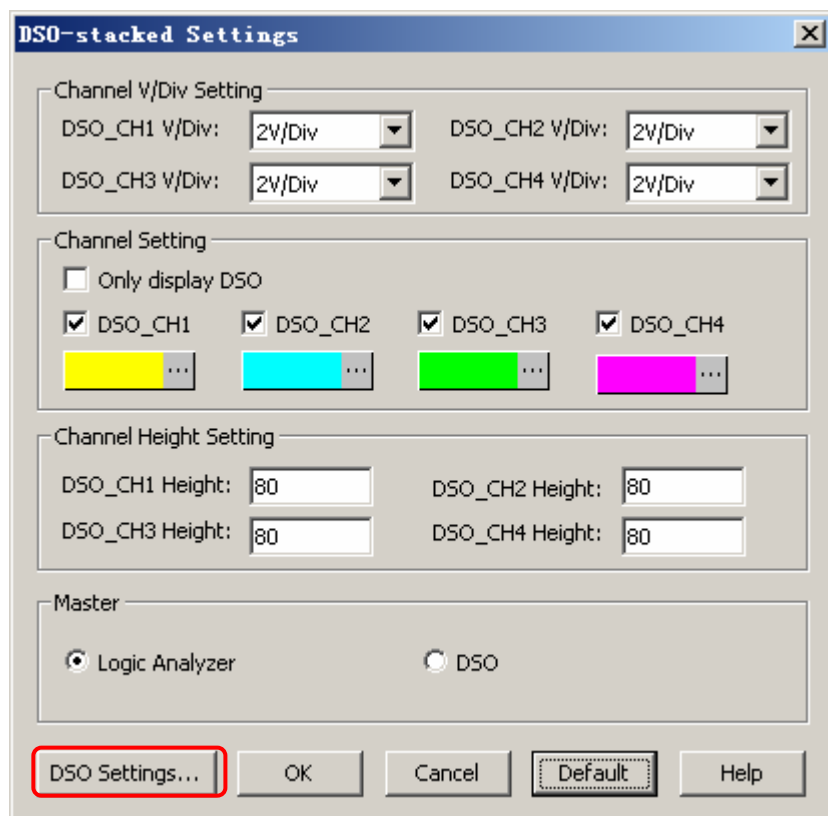 DSO-stacked Settings
Channel V/Div Setting
DSO_CH1 V/Div: 2V/Div DSO_CH2 V/Div: 2V/Div
DSO_CH3 V/Div: 2V/Div DSO_CH4 V/Div: 2V/Div
Channel Setting
Only display DSO
DSO_CH1 DSO_CH2 DSO_CH3 DSO_CH4
... ... ... ...
Channel Height Setting
DSO_CH1 Height: 80 DSO_CH2 Height: 80
DSO_CH3 Height: 80 DSO_CH4 Height: 80
Master
Logic Analyzer DSO
DSO Settings... OK Cancel Default Help